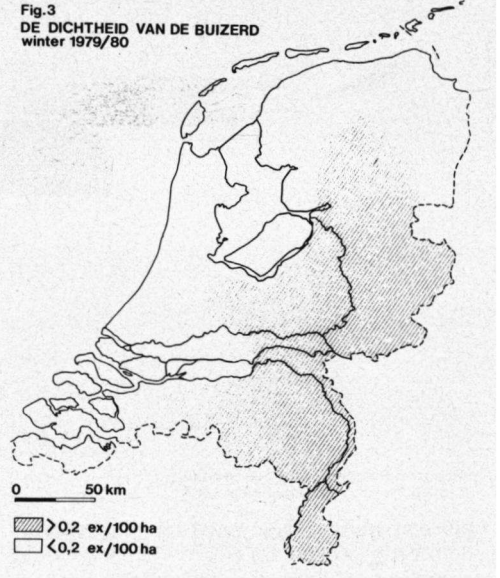 Fig.3
DE DICHTHEID VAN DE BUIZERD
winter 1979/80
0 50 km
>0,2 ex/100 ha
<0,2 ex/100 ha